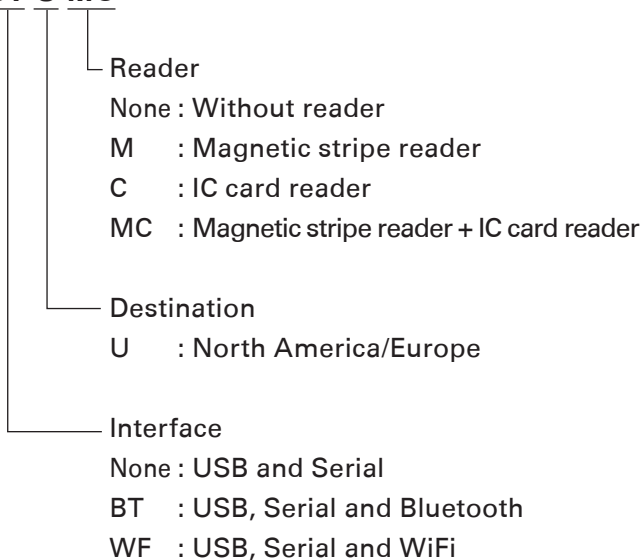 Reader
None : Without reader
M : Magnetic stripe reader
C : IC card reader
MC : Magnetic stripe reader + IC card reader
Destination
U : North America/Europe
Interface
None : USB and Serial
BT : USB, Serial and Bluetooth
WF : USB, Serial and WiFi